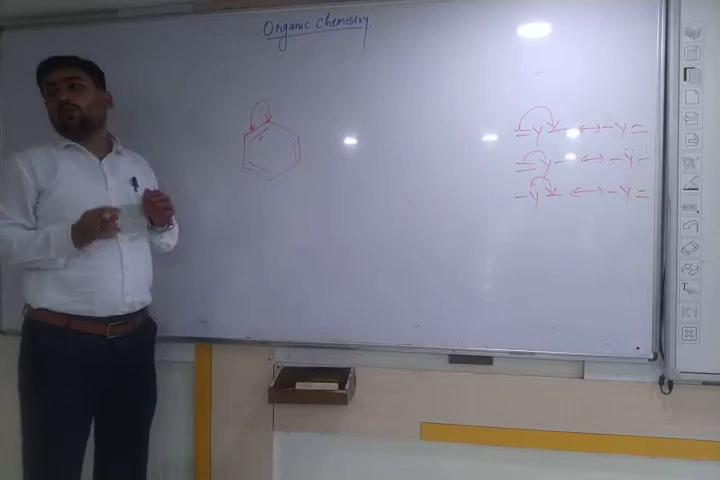 Organic Chemistry.
= Y - ↔ - Y =
= Y - ↔ - Y -
- Y - ↔ - Y =